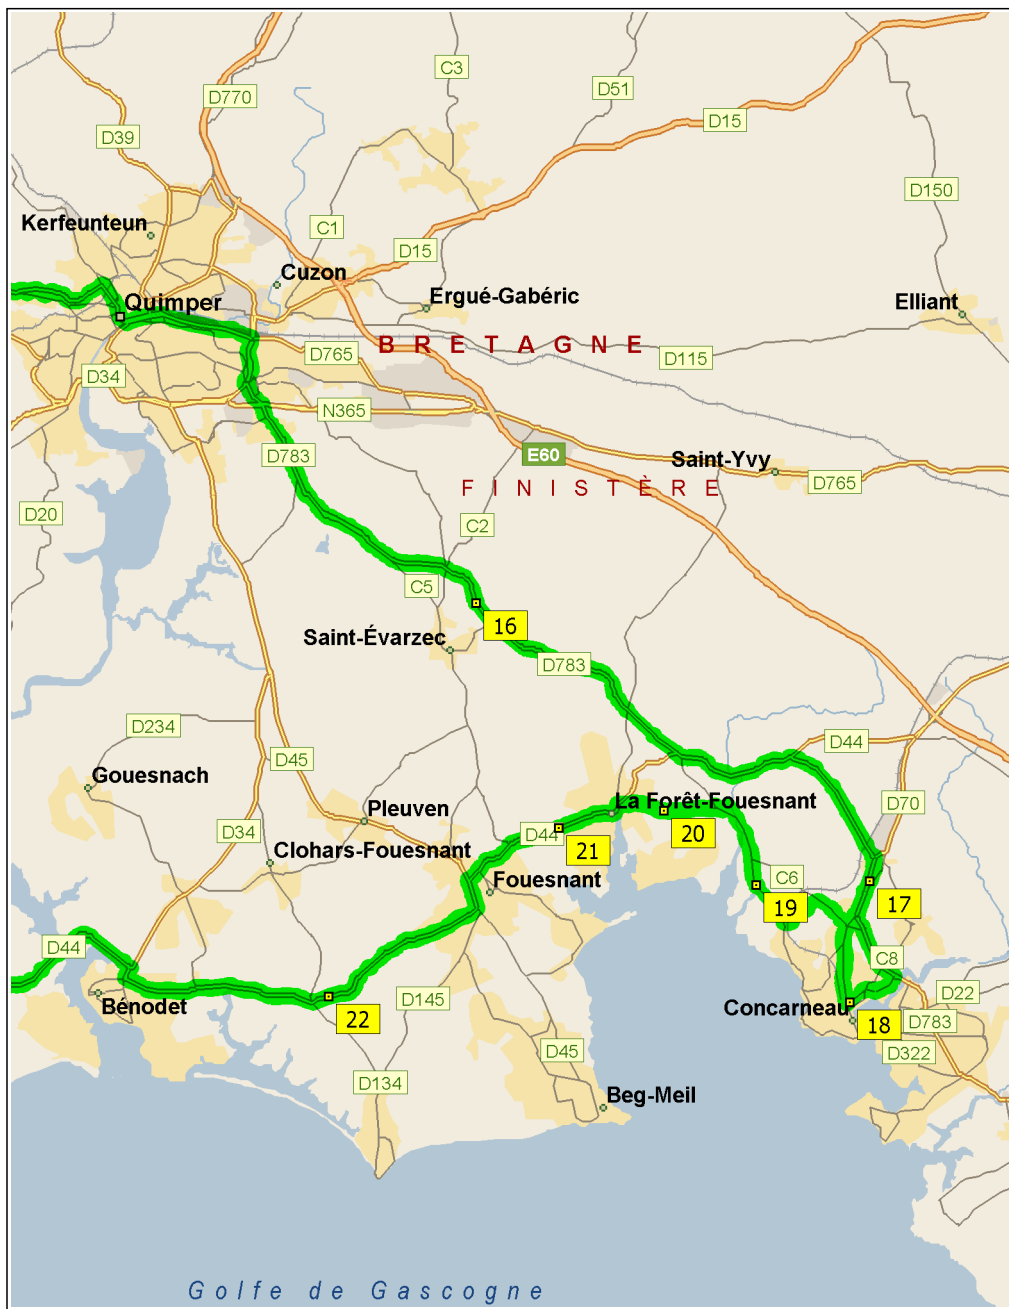 C3
D770
D51
D15
D39
D150
Kerfeunteun
C1
D15
Cuzon
Quimper
Ergué-Gabéric
Elliant
BRETAGNE
D765
D115
D34
N365
D783
E60
Saint-Yvy
D765
FINISTÈRE
D20
C2
C5
16
Saint-Évarzec
D783
D234
D44
D45
Gouesnach
Pleuven
La Forêt-Fouesnant
D70
D34
D44
20
Clohars-Fouesnant
21
Fouesnant
C6
19
17
D44
C8
D22
Bénodet
D145
22
Concarneau
18
D783
D45
D322
D134
Beg-Meil
Golfe de Gascogne